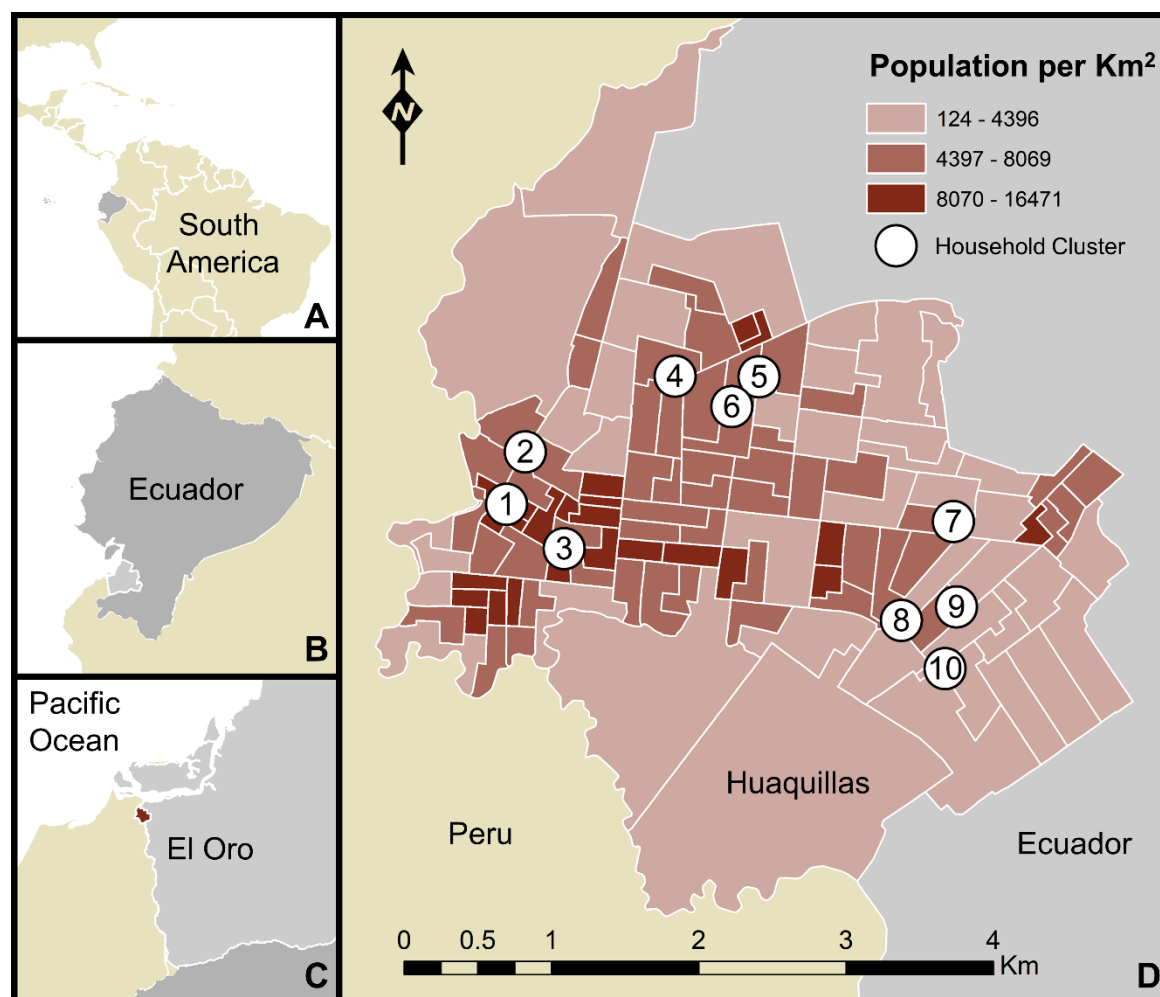 South
America
A
Ecuador
B
Pacific
Ocean
El Oro
C
N
Population per Km²
124 - 4396
4397 - 8069
8070 - 16471
Household Cluster
4
5
6
2
1
3
7
8
9
10
Huaquillas
Peru
Ecuador
0 0.5 1 2 3 4
Km
D